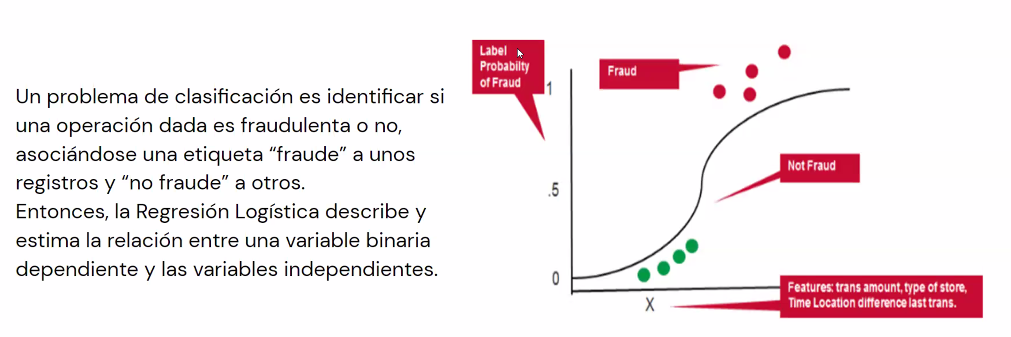 Un problema de clasificación es identificar si
una operación dada es fraudulenta o no,
asociándose una etiqueta “fraude” a unos
registros y “no fraude” a otros.
Entonces, la Regresión Logística describe y
estima la relación entre una variable binaria
dependiente y las variables independientes.
Label
Probabilty
of Fraud
1
Fraud
Not Fraud
.5
0
X
Features: trans amount, type of store,
Time Location difference last trans.